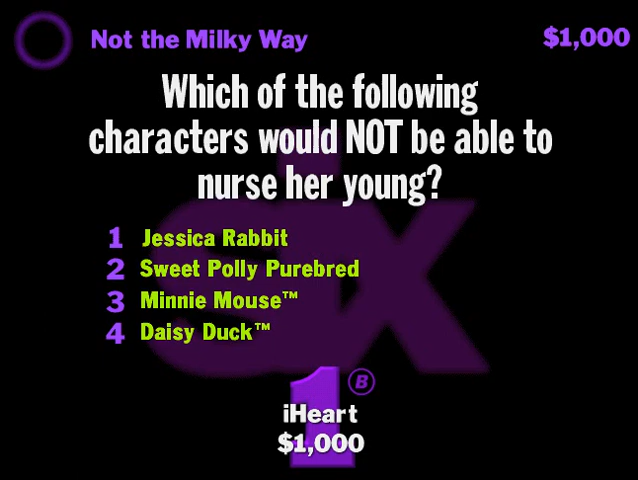 Not the Milky Way
$1,000
Which of the following
characters would NOT be able to
nurse her young?
1 Jessica Rabbit
2 Sweet Polly Purebred
3 Minnie Mouse™
4 Daisy Duck™
six
1 B
iHeart
$1,000